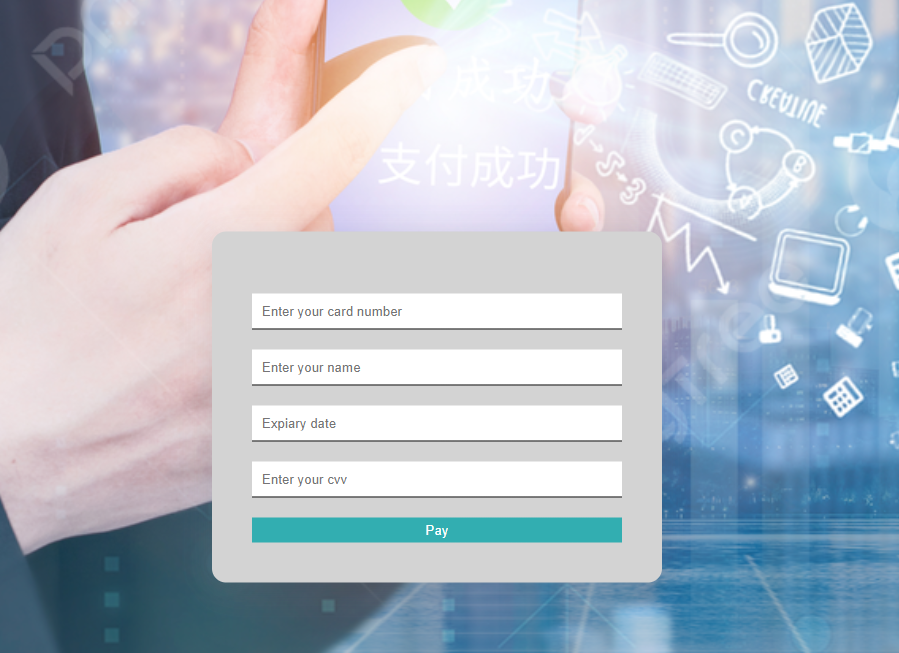 成功
支付成功
CREATIVE
C
B
A
Enter your card number
Enter your name
Expiary date
Enter your cvv
Pay